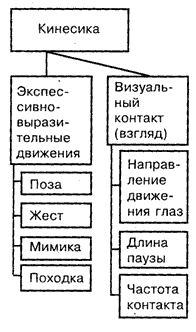 Кинесика
Экспес-
сивно-
вырази-
тельные
движения
Поза
Жест
Мимика
Походка
Визуаль-
ный
контакт
(взгляд)
Направ-
ление
движе-
ния глаз
Длина
паузы
Частота
контакта